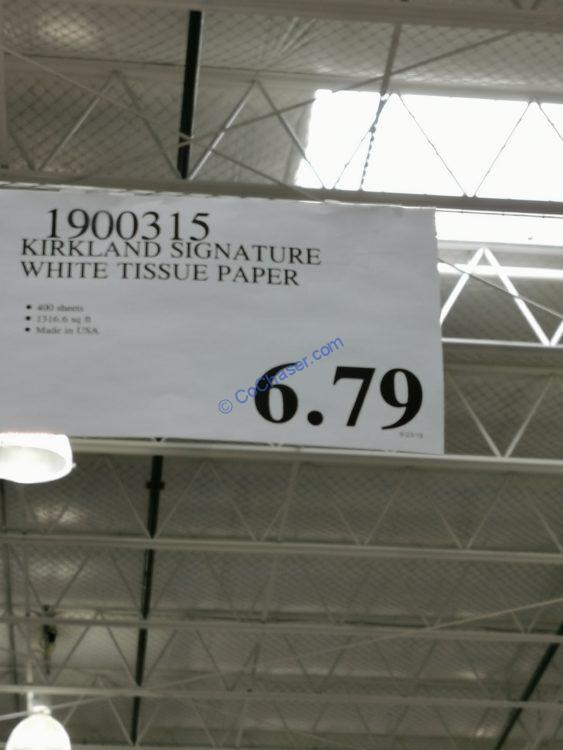 1900315
KIRKLAND SIGNATURE
WHITE TISSUE PAPER
• 400 sheets
• 1316.6 sq ft
• Made in USA
© CoChaser.com
6.79